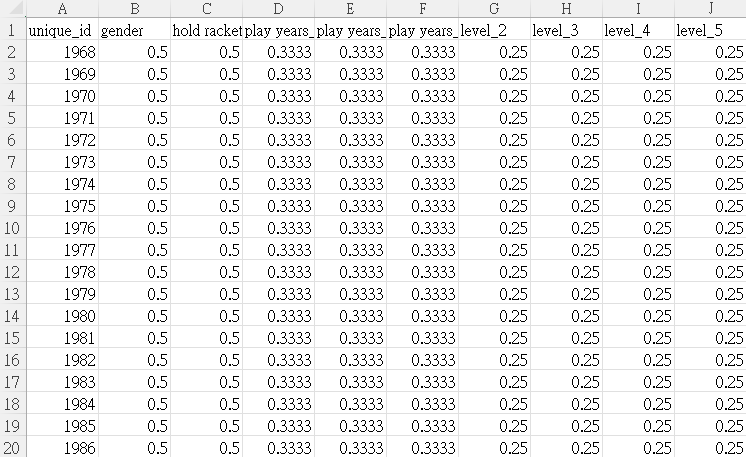 A B C D E F G H I J
1 unique_id gender hold racket play years_ play years_ play years_ level_2 level_3 level_4 level_5
2 1968 0.5 0.5 0.3333 0.3333 0.3333 0.25 0.25 0.25 0.25
3 1969 0.5 0.5 0.3333 0.3333 0.3333 0.25 0.25 0.25 0.25
4 1970 0.5 0.5 0.3333 0.3333 0.3333 0.25 0.25 0.25 0.25
5 1971 0.5 0.5 0.3333 0.3333 0.3333 0.25 0.25 0.25 0.25
6 1972 0.5 0.5 0.3333 0.3333 0.3333 0.25 0.25 0.25 0.25
7 1973 0.5 0.5 0.3333 0.3333 0.3333 0.25 0.25 0.25 0.25
8 1974 0.5 0.5 0.3333 0.3333 0.3333 0.25 0.25 0.25 0.25
9 1975 0.5 0.5 0.3333 0.3333 0.3333 0.25 0.25 0.25 0.25
10 1976 0.5 0.5 0.3333 0.3333 0.3333 0.25 0.25 0.25 0.25
11 1977 0.5 0.5 0.3333 0.3333 0.3333 0.25 0.25 0.25 0.25
12 1978 0.5 0.5 0.3333 0.3333 0.3333 0.25 0.25 0.25 0.25
13 1979 0.5 0.5 0.3333 0.3333 0.3333 0.25 0.25 0.25 0.25
14 1980 0.5 0.5 0.3333 0.3333 0.3333 0.25 0.25 0.25 0.25
15 1981 0.5 0.5 0.3333 0.3333 0.3333 0.25 0.25 0.25 0.25
16 1982 0.5 0.5 0.3333 0.3333 0.3333 0.25 0.25 0.25 0.25
17 1983 0.5 0.5 0.3333 0.3333 0.3333 0.25 0.25 0.25 0.25
18 1984 0.5 0.5 0.3333 0.3333 0.3333 0.25 0.25 0.25 0.25
19 1985 0.5 0.5 0.3333 0.3333 0.3333 0.25 0.25 0.25 0.25
20 1986 0.5 0.5 0.3333 0.3333 0.3333 0.25 0.25 0.25 0.25